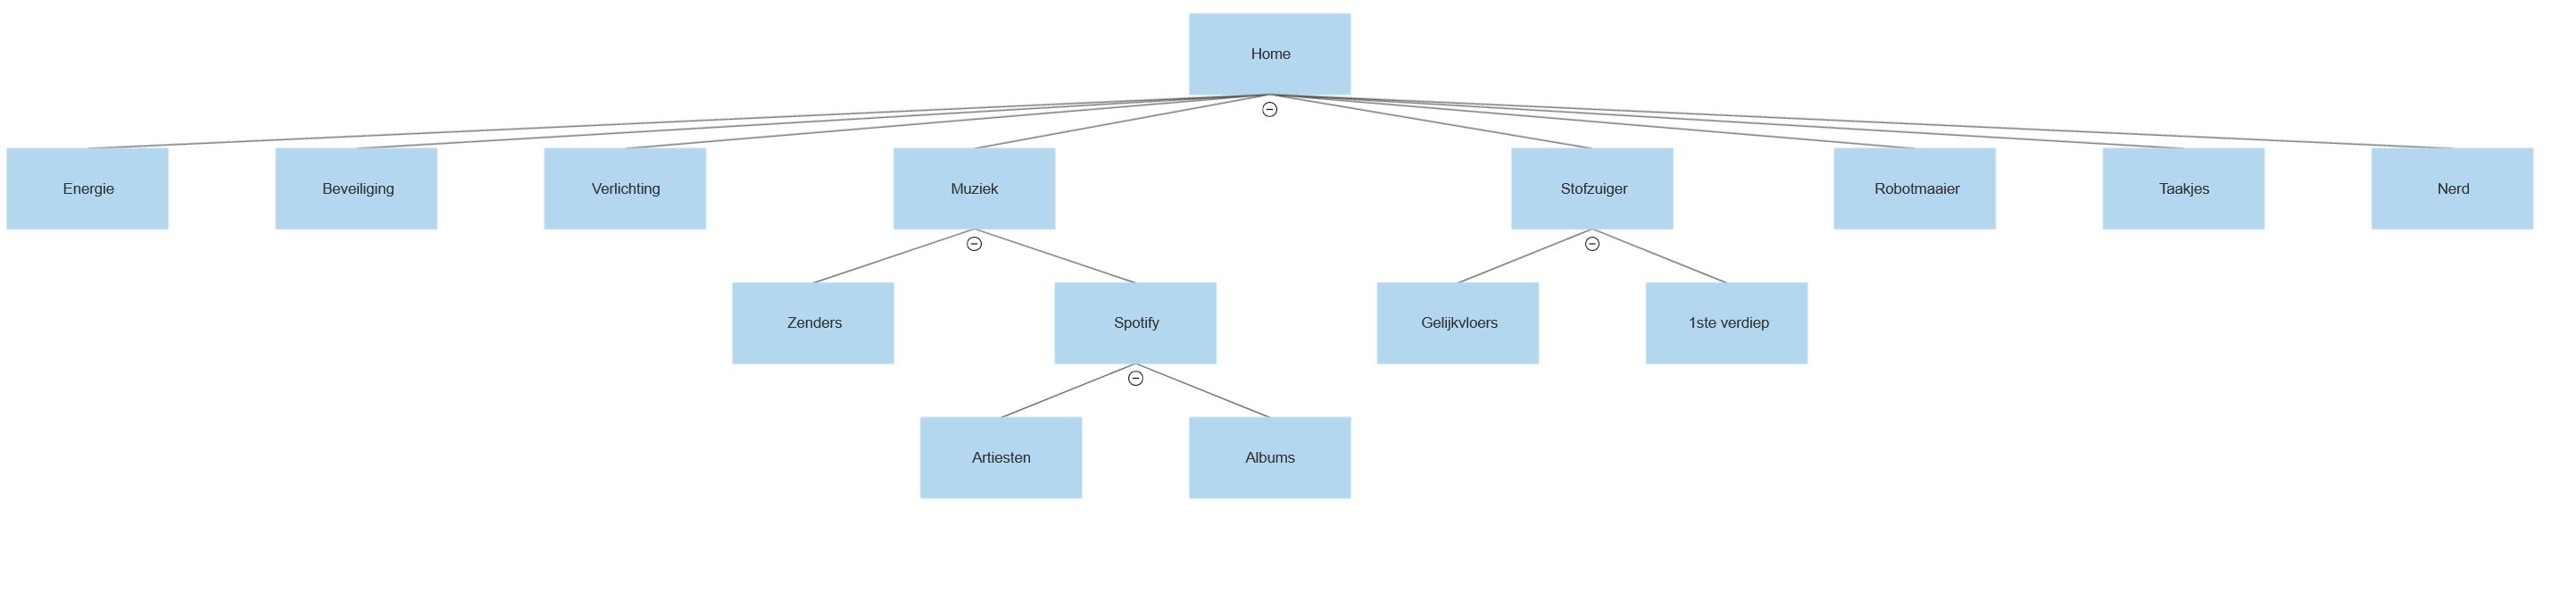 Home
Energie
Beveiliging
Verlichting
Muziek
Stofzuiger
Robotmaaier
Taakjes
Nerd
Zenders
Spotify
Gelijkvloers
1ste verdiep
Artiesten
Albums